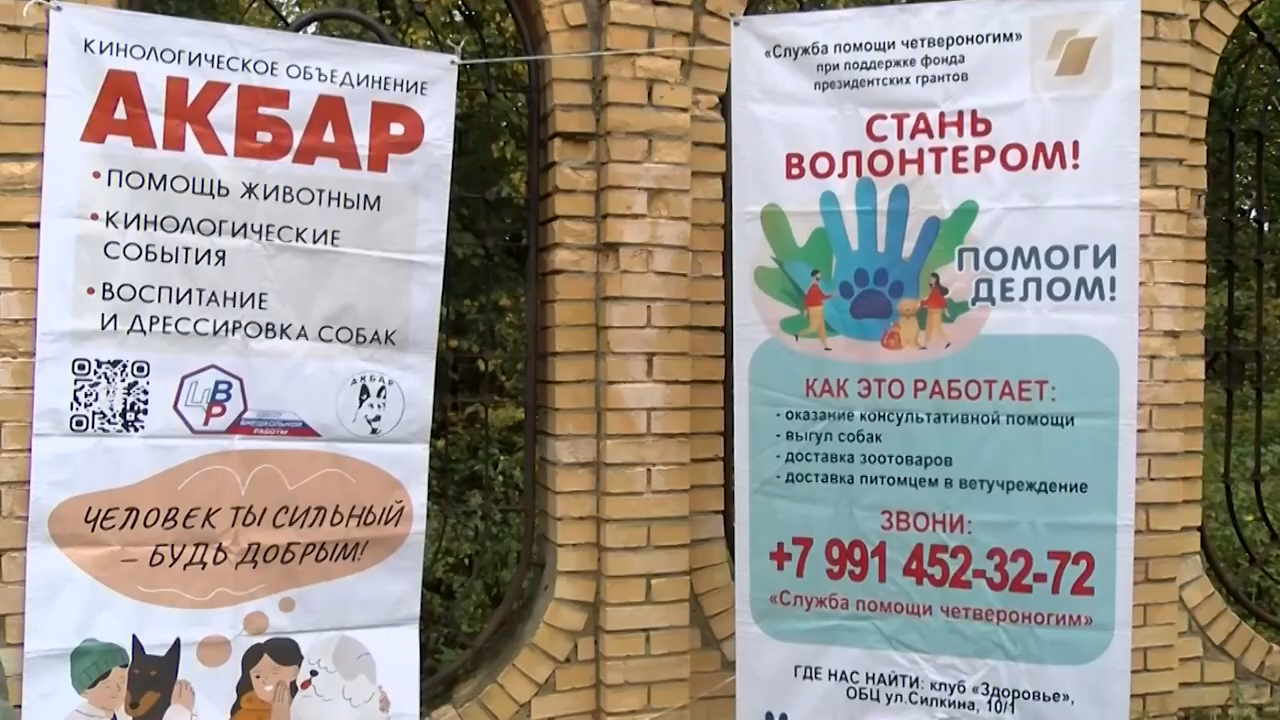 КИНОЛОГИЧЕСКОЕ ОБЪЕДИНЕНИЕ
АКБАР
• ПОМОЩЬ ЖИВОТНЫМ
• КИНОЛОГИЧЕСКИЕ
СОБЫТИЯ
• ВОСПИТАНИЕ
И ДРЕССИРОВКА СОБАК
ЦВР
ВНЕШКОЛЬНОЙ
РАБОТЫ
АКБАР
ЧЕЛОВЕК ТЫ СИЛЬНЫЙ
– БУДЬ ДОБРЫМ!
«Служба помощи четвероногим»
при поддержке фонда
президентских грантов
СТАНЬ
ВОЛОНТЕРОМ!
ПОМОГИ
ДЕЛОМ!
КАК ЭТО РАБОТАЕТ:
- оказание консультативной помощи
- выгул собак
- доставка зоотоваров
- доставка питомцем в ветучреждение
ЗВОНИ:
+7 991 452-32-72
«Служба помощи четвероногим»
ГДЕ НАС НАЙТИ: клуб «Здоровье»,
ОБЦ ул.Силкина, 10/1